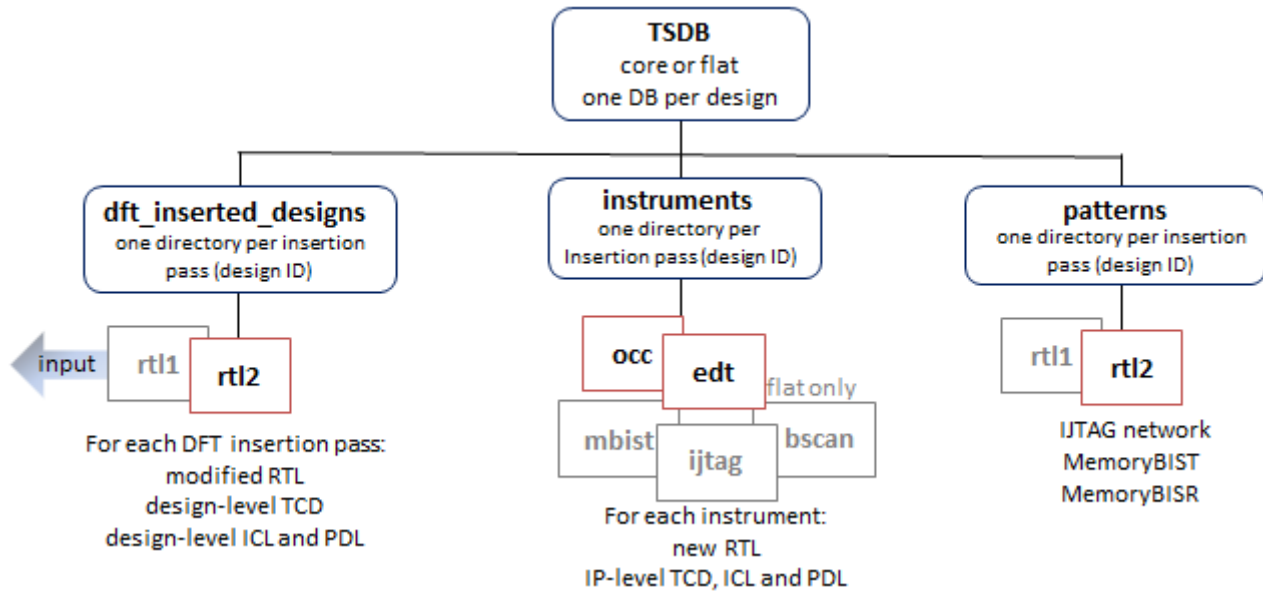 TSDB
core or flat
one DB per design
dft_inserted_designs
one directory per insertion
pass (design ID)
instruments
one directory per
Insertion pass (design ID)
patterns
one directory per insertion
pass (design ID)
input
rtl1
rtl2
For each DFT insertion pass:
modified RTL
design-level TCD
design-level ICL and PDL
occ
edt
flat only
mbist
ijtag
bscan
For each instrument:
new RTL
IP-level TCD, ICL and PDL
rtl1
rtl2
IJTAG network
MemoryBIST
MemoryBISR